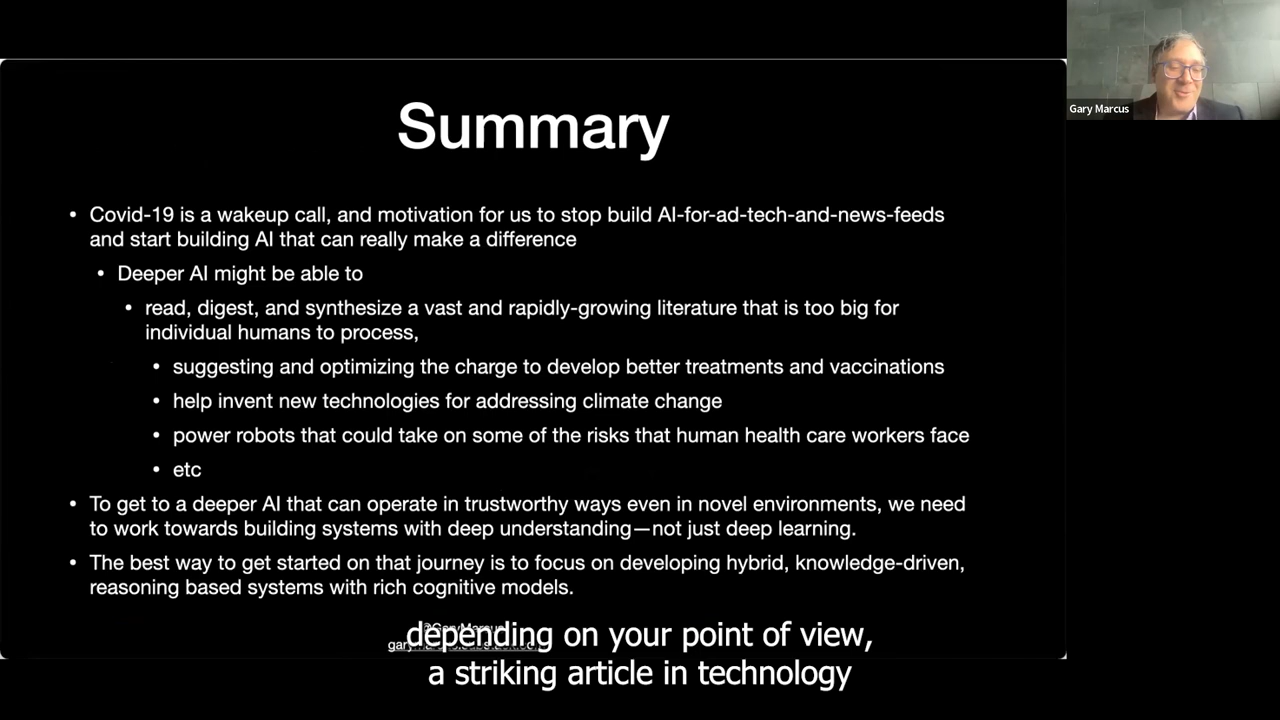 Gary Marcus
Summary
• Covid-19 is a wakeup call, and motivation for us to stop build AI-for-ad-tech-and-news-feeds
and start building AI that can really make a difference
• Deeper AI might be able to
• read, digest, and synthesize a vast and rapidly-growing literature that is too big for
individual humans to process,
• suggesting and optimizing the charge to develop better treatments and vaccinations
• help invent new technologies for addressing climate change
• power robots that could take on some of the risks that human health care workers face
• etc
• To get to a deeper AI that can operate in trustworthy ways even in novel environments, we need
to work towards building systems with deep understanding—not just deep learning.
• The best way to get started on that journey is to focus on developing hybrid, knowledge-driven,
reasoning based systems with rich cognitive models.
@GaryMarcus
depending on your point of view,
a striking article in technology